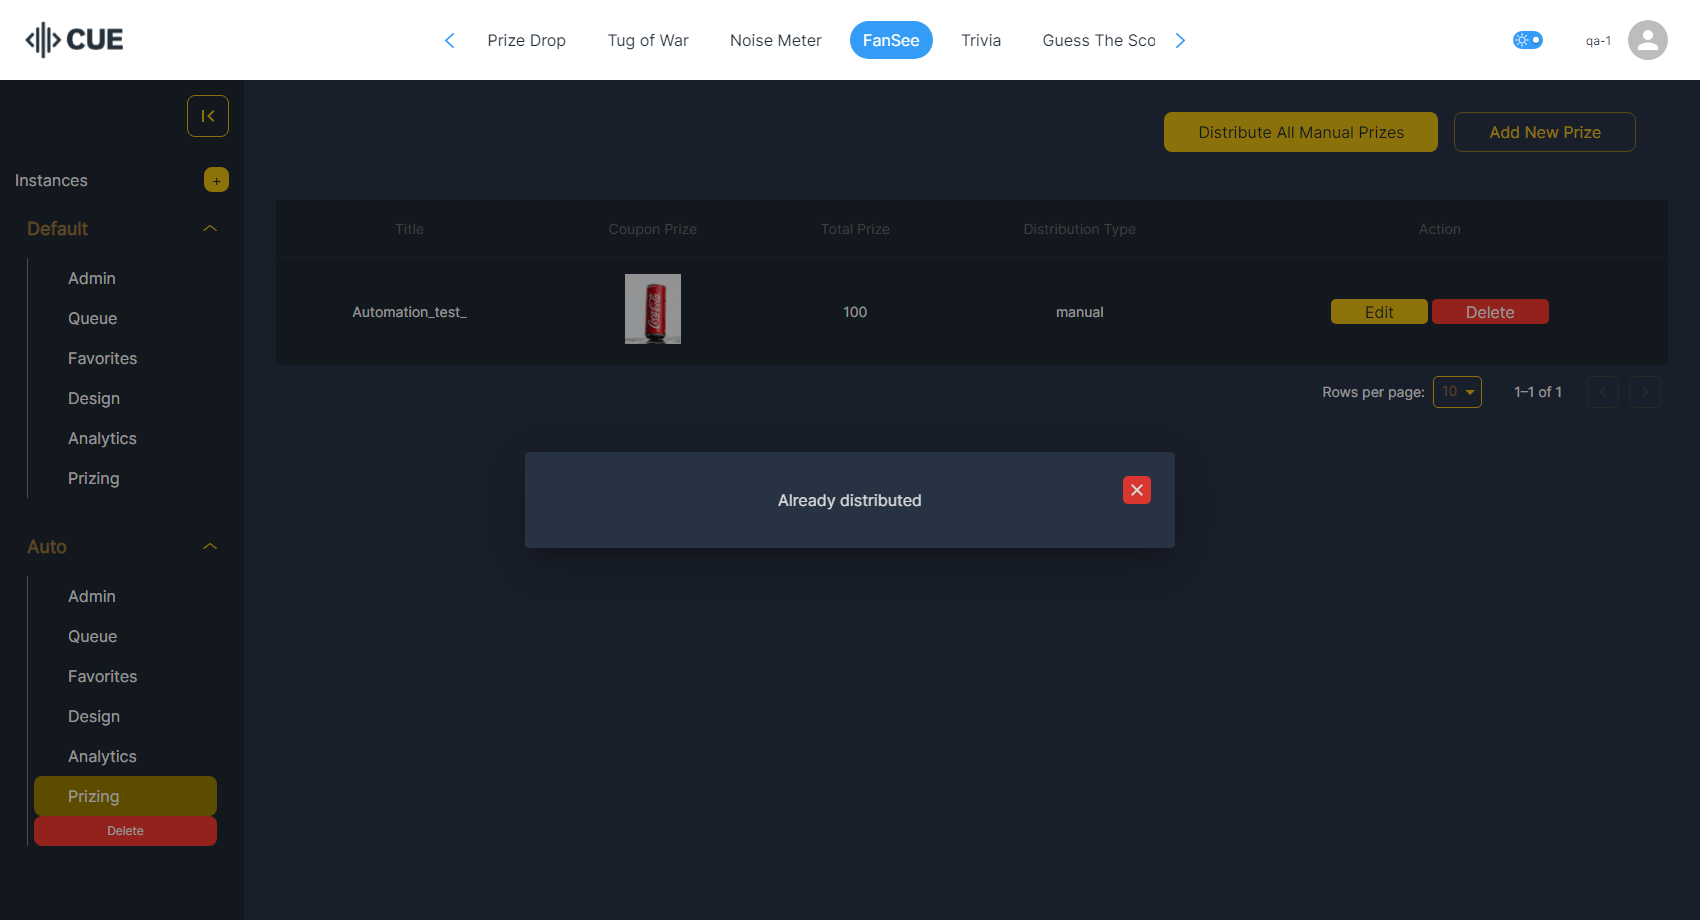 CUE
Prize Drop
Tug of War
Noise Meter
FanSee
Trivia
Guess The Sco
qa-1
Distribute All Manual Prizes
Add New Prize
Instances
+
Default
Admin
Queue
Favorites
Design
Analytics
Prizing
Auto
Admin
Queue
Favorites
Design
Analytics
Prizing
Delete
Title Coupon Prize Total Prize Distribution Type Action
Automation_test_ Coca-Cola 100 manual Edit Delete
Rows per page: 10 1–1 of 1
Already distributed